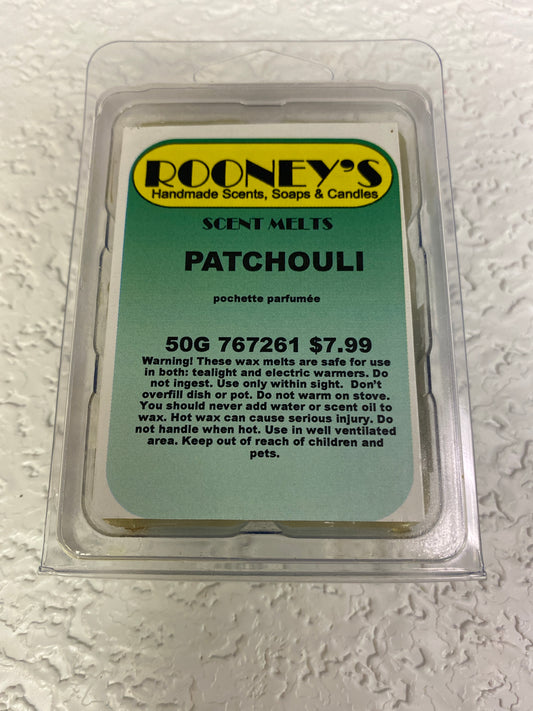 ROONEY'S
Handmade Scents, Soaps & Candles
SCENT MELTS
PATCHOULI
pochette parfumée
50G 767261 $7.99
Warning! These wax melts are safe for use
in both: tealight and electric warmers. Do
not ingest. Use only within sight. Don't
overfill dish or pot. Do not warm on stove.
You should never add water or scent oil to
wax. Hot wax can cause serious injury. Do
not handle when hot. Use in well ventilated
area. Keep out of reach of children and
pets.